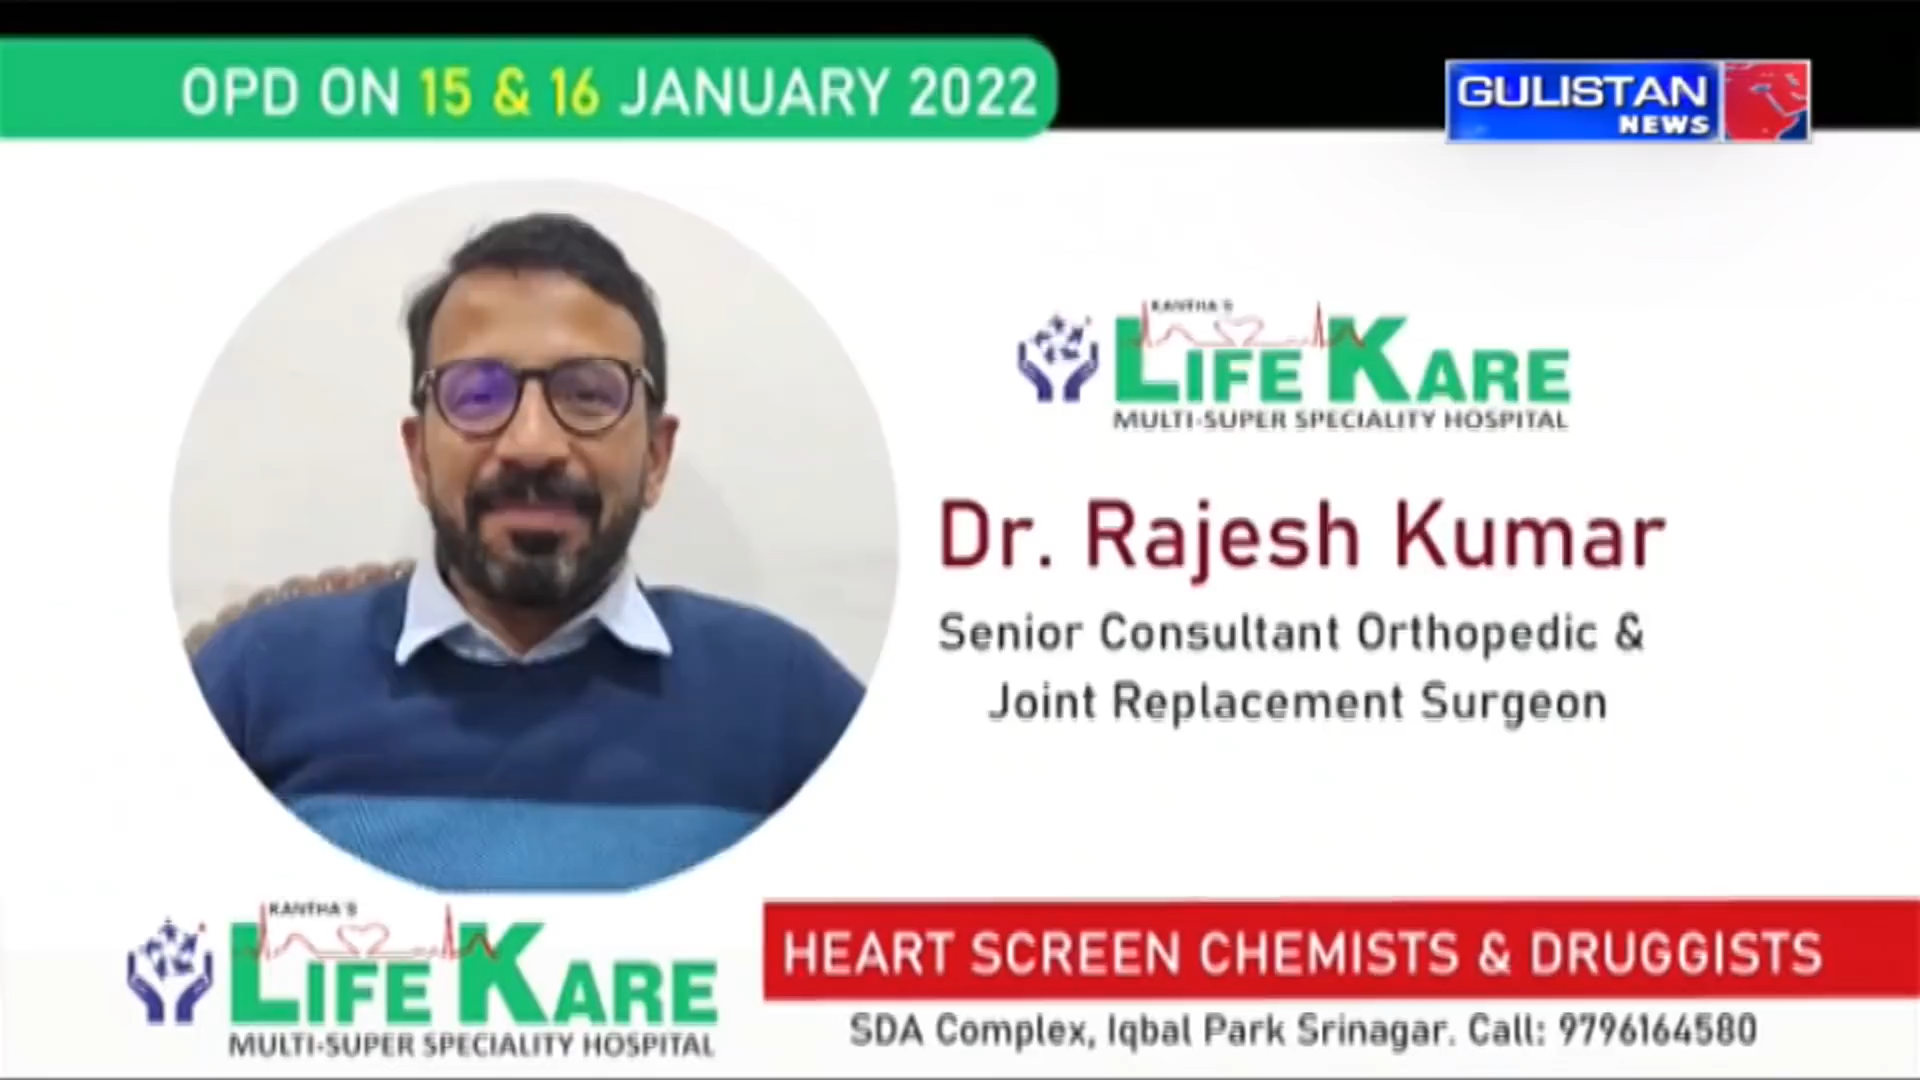 OPD ON 15 & 16 JANUARY 2022
GULISTAN
NEWS
KANTHA'S
LIFE KARE
MULTI-SUPER SPECIALITY HOSPITAL
Dr. Rajesh Kumar
Senior Consultant Orthopedic &
Joint Replacement Surgeon
KANTHA'S
LIFE KARE
MULTI-SUPER SPECIALITY HOSPITAL
HEART SCREEN CHEMISTS & DRUGGISTS
SDA Complex, Iqbal Park Srinagar. Call: 9796164580